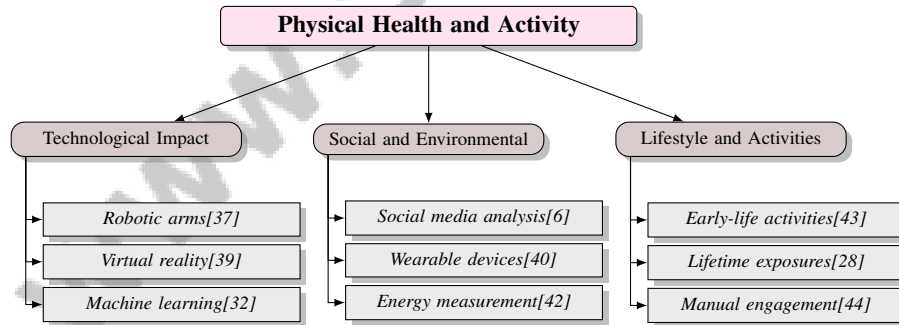 Physical Health and Activity
Technological Impact
Robotic arms[37]
Virtual reality[39]
Machine learning[32]
Social and Environmental
Social media analysis[6]
Wearable devices[40]
Energy measurement[42]
Lifestyle and Activities
Early-life activities[43]
Lifetime exposures[28]
Manual engagement[44]
www.